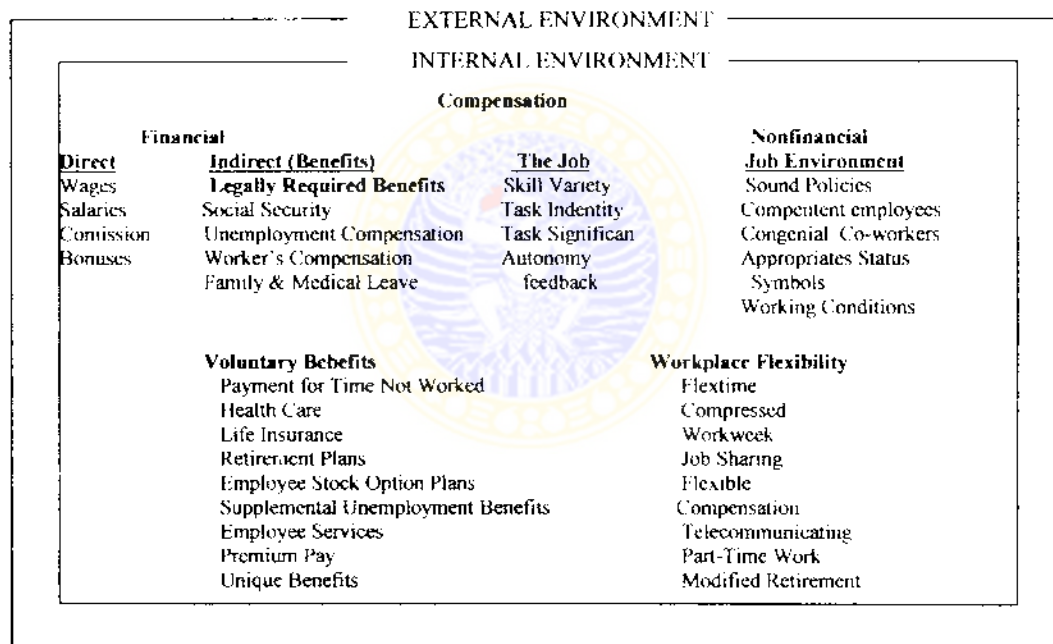 EXTERNAL ENVIRONMENT
INTERNAL ENVIRONMENT
Compensation
Financial Nonfinancial
Direct Indirect (Benefits) The Job Job Environment
Wages Legally Required Benefits Skill Variety Sound Policies
Salaries Social Security Task Indentity Compentent employees
Comission Unemployment Compensation Task Significan Congenial Co-workers
Bonuses Worker's Compensation Autonomy Appropriates Status
Family & Medical Leave feedback Symbols
Working Conditions
Voluntary Bebefits Workplace Flexibility
Payment for Time Not Worked Flextime
Health Care Compressed
Life Insurance Workweek
Retirement Plans Job Sharing
Employee Stock Option Plans Flexible
Supplemental Unemployment Benefits Compensation
Employee Services Telecommunicating
Premium Pay Part-Time Work
Unique Benefits Modified Retirement